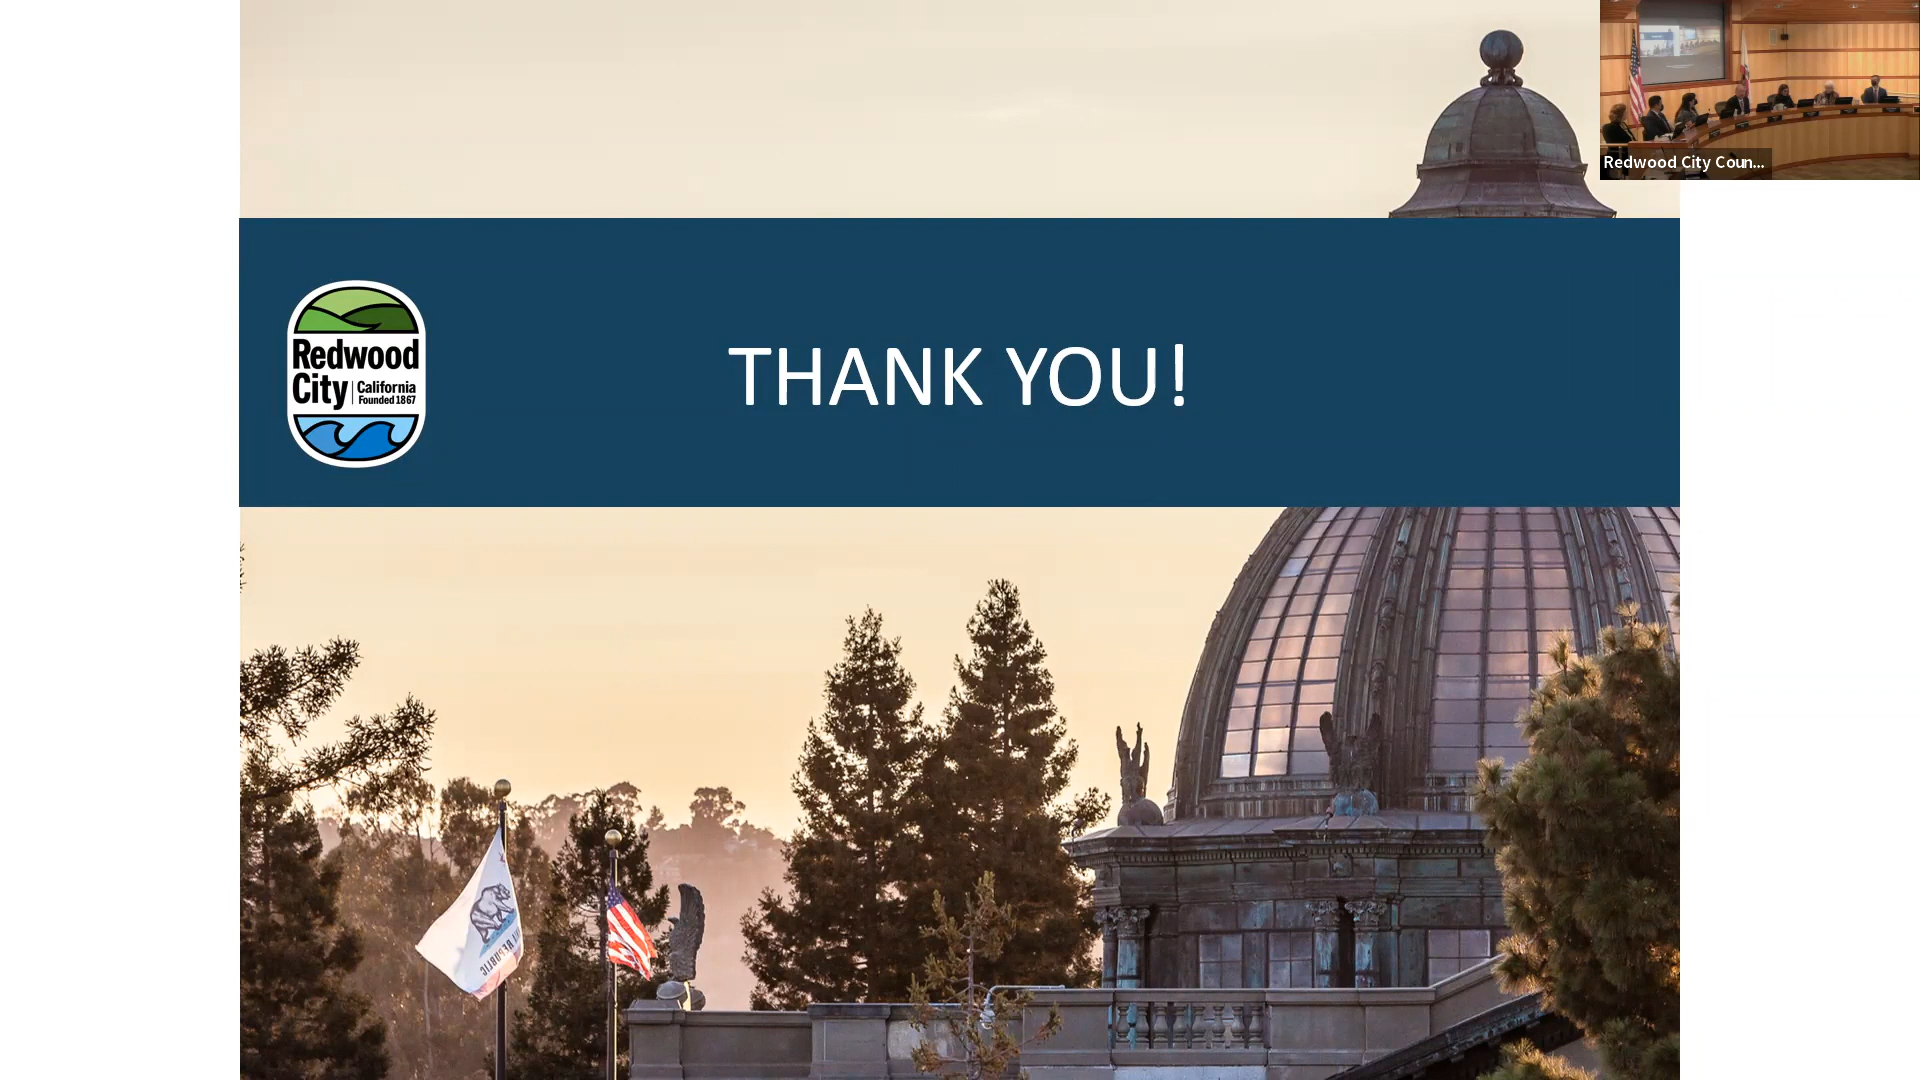 Redwood City Coun...
Redwood
City | California
Founded 1867
THANK YOU!